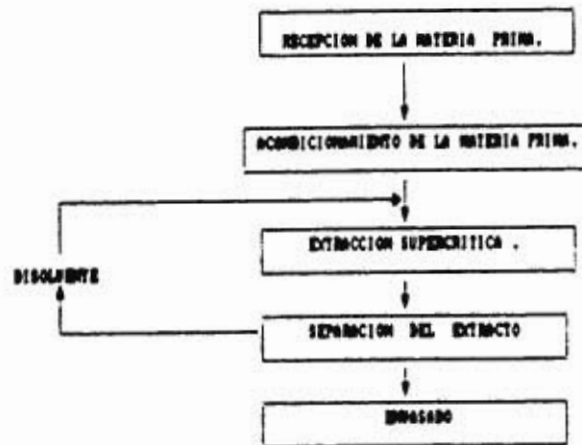 RECEPCION DE LA MATERIA PRIMA.
ACONDICIONAMIENTO DE LA MATERIA PRIMA.
EXTRACCION SUPERCRITICA .
DISOLVENTE
SEPARACION DEL EXTRACTO
ENVASADO